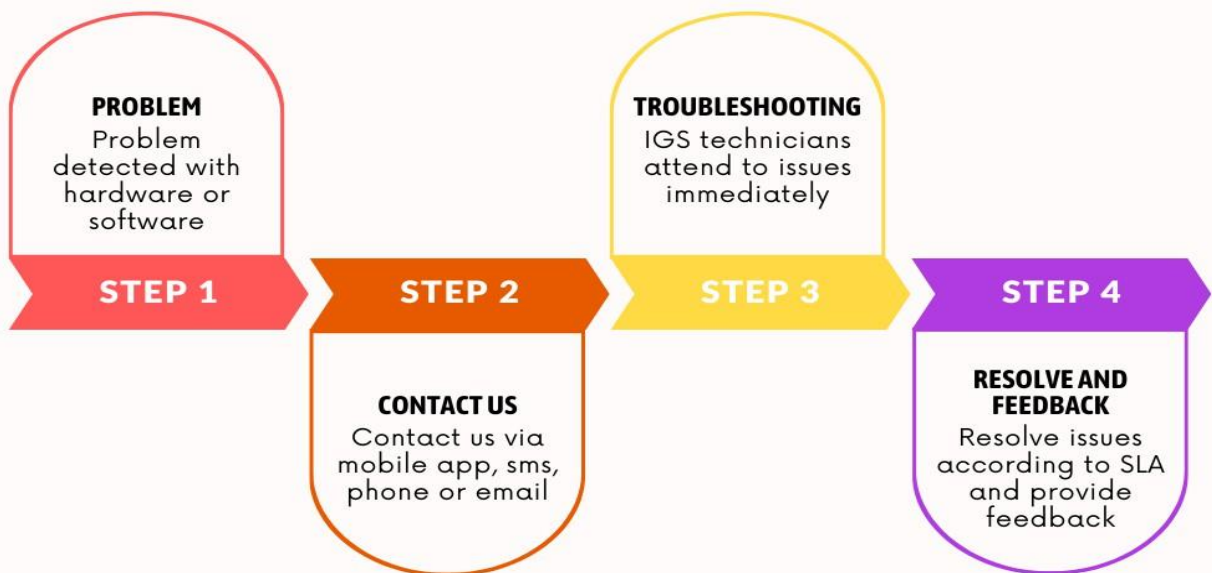 PROBLEM
Problem
detected with
hardware or
software
STEP 1
STEP 2
CONTACT US
Contact us via
mobile app, sms,
phone or email
TROUBLESHOOTING
IGS technicians
attend to issues
immediately
STEP 3
STEP 4
RESOLVE AND
FEEDBACK
Resolve issues
according to SLA
and provide
feedback